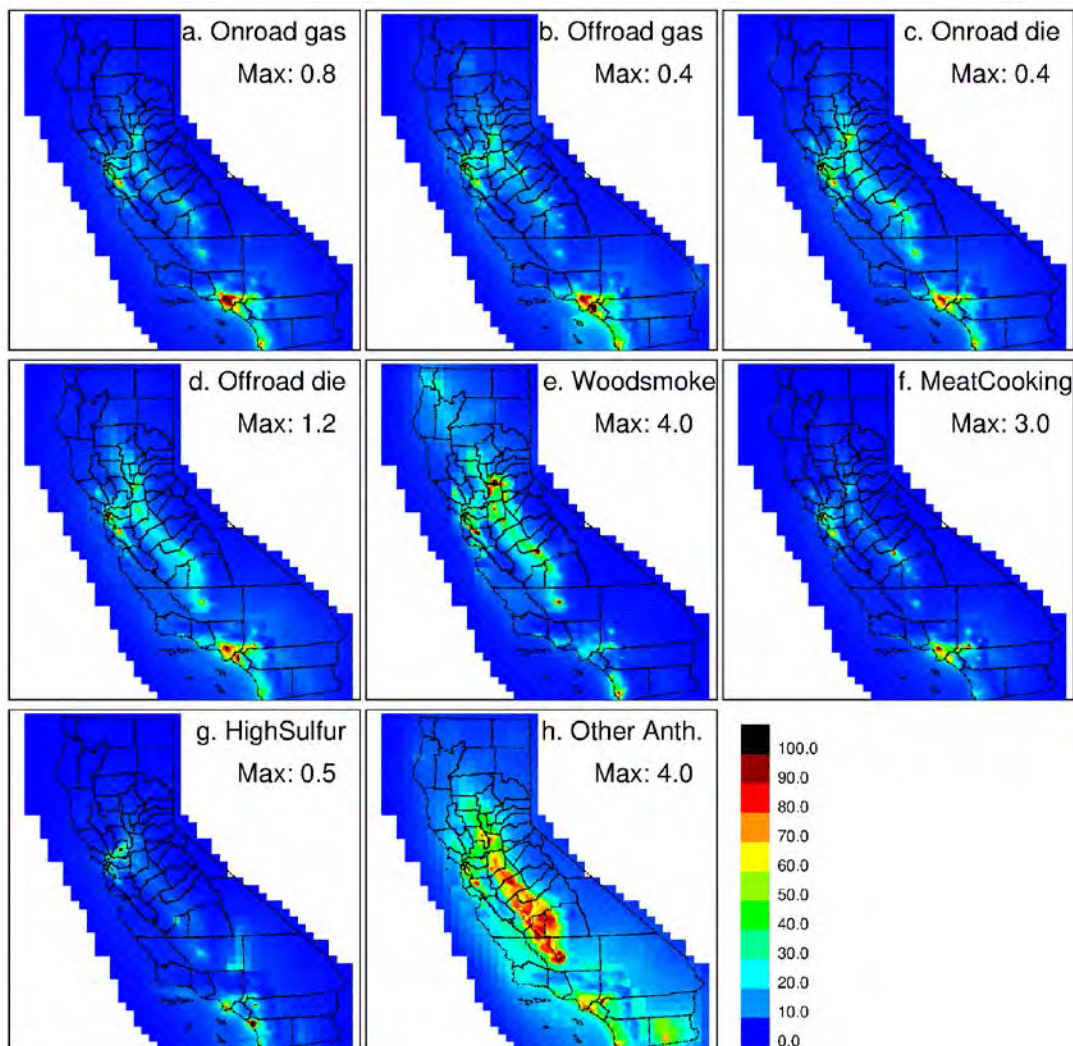 a. Onroad gas
Max: 0.8
b. Offroad gas
Max: 0.4
c. Onroad die
Max: 0.4
d. Offroad die
Max: 1.2
e. Woodsmoke
Max: 4.0
f. MeatCooking
Max: 3.0
g. HighSulfur
Max: 0.5
h. Other Anth.
Max: 4.0
100.0
90.0
80.0
70.0
60.0
50.0
40.0
30.0
20.0
10.0
0.0